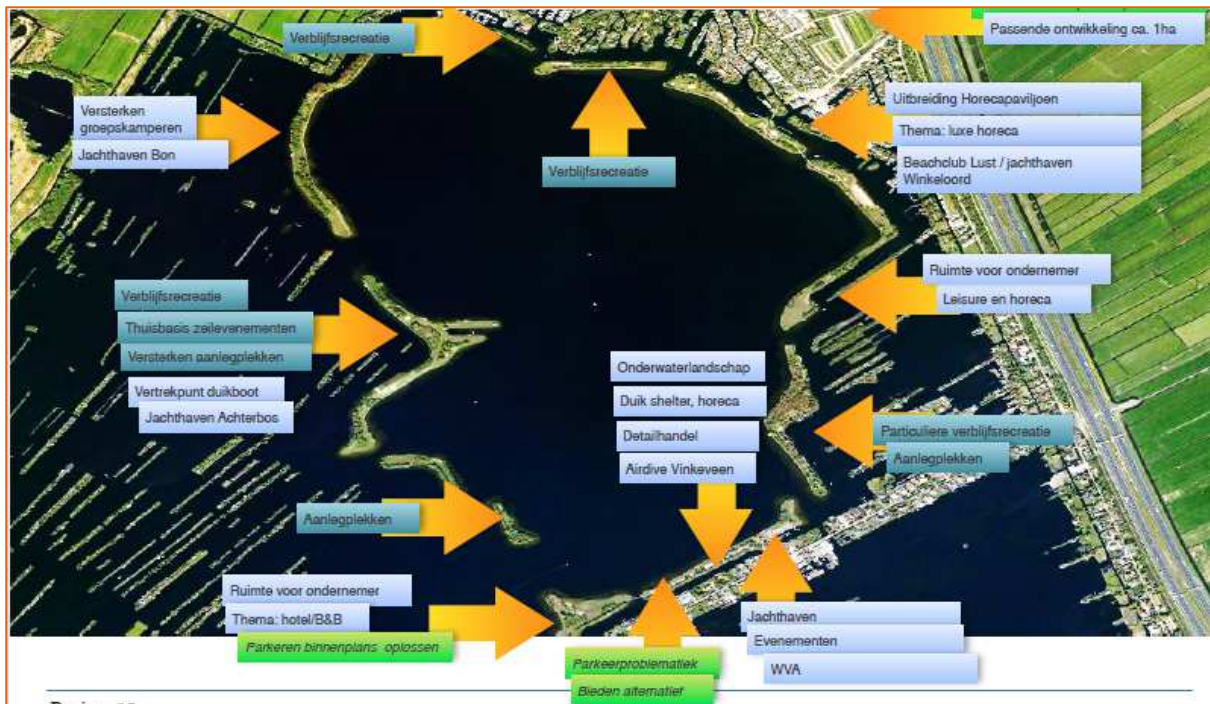 Verblijfsrecreatie
Passende ontwikkeling ca. 1ha
Versterken
groepskamperen
Jachthaven Bon
Verblijfsrecreatie
Uitbreiding Horecapaviljoen
Thema: luxe horeca
Beachclub Lust / jachthaven
Winkeloord
Ruimte voor ondernemer
Leisure en horeca
Verblijfsrecreatie
Thuisbasis zeilevenementen
Versterken aanlegplekken
Vertrekpunt duikboot
Jachthaven Achterbos
Onderwaterlandschap
Duik shelter, horeca
Detailhandel
Airdive Vinkeveen
Particuliere verblijfsrecreatie
Aanlegplekken
Aanlegplekken
Ruimte voor ondernemer
Thema: hotel/B&B
Parkeren binnenplans oplossen
Parkeerproblematiek
Bieden alternatief
Jachthaven
Evenementen
WVA